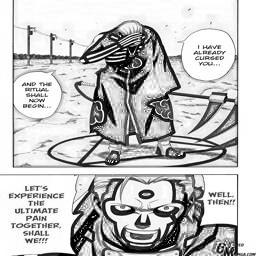 I HAVE
ALREADY
CURSED
YOU...
AND THE
RITUAL
SHALL
NOW
BEGIN...
WELL,
THEN!!
LET'S
EXPERIENCE
THE
ULTIMATE
PAIN
TOGETHER,
SHALL
WE!!!